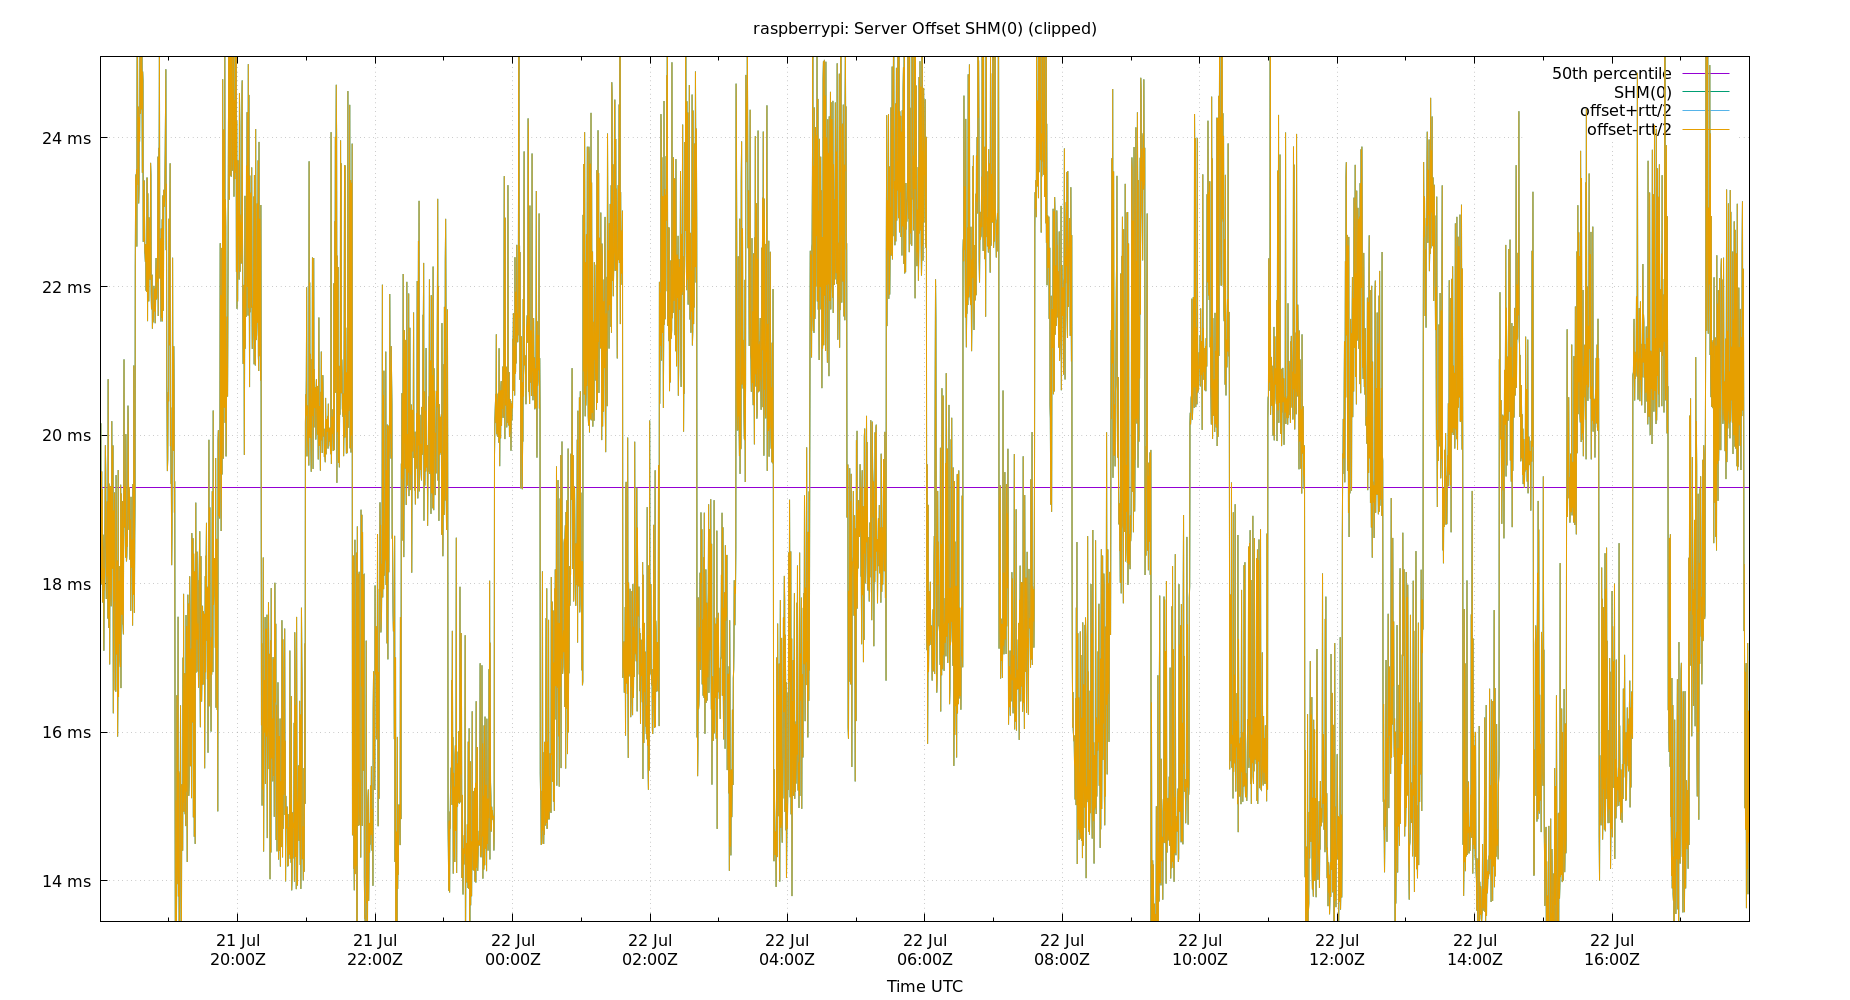 raspberrypi: Server Offset SHM(0) (clipped)
50th percentile
SHM(0)
offset+rtt/2
offset-rtt/2
24 ms
22 ms
20 ms
18 ms
16 ms
14 ms
21 Jul 21 Jul 22 Jul 22 Jul 22 Jul 22 Jul 22 Jul 22 Jul 22 Jul 22 Jul 22 Jul
20:00Z 22:00Z 00:00Z 02:00Z 04:00Z 06:00Z 08:00Z 10:00Z 12:00Z 14:00Z 16:00Z
Time UTC